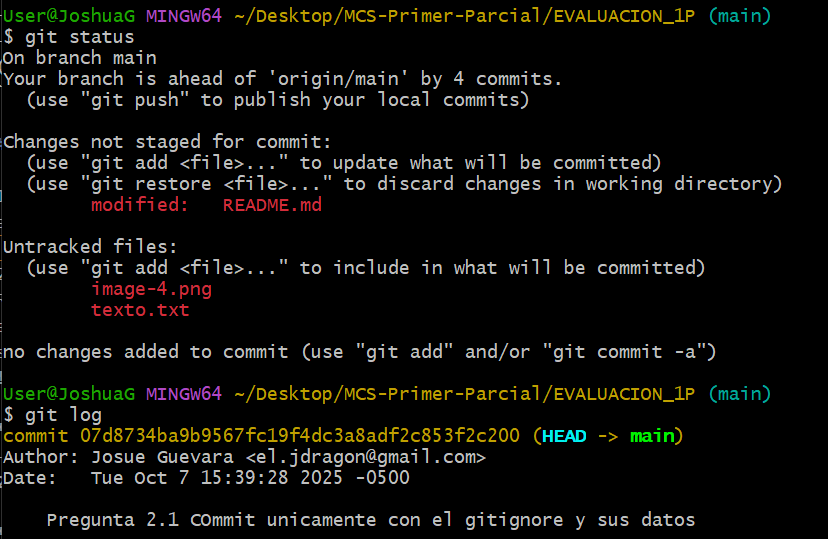 User@JoshuaG MINGW64 ~/Desktop/MCS-Primer-Parcial/EVALUACION_1P (main)
$ git status
On branch main
Your branch is ahead of 'origin/main' by 4 commits.
  (use "git push" to publish your local commits)

Changes not staged for commit:
  (use "git add <file>..." to update what will be committed)
  (use "git restore <file>..." to discard changes in working directory)
        modified:   README.md

Untracked files:
  (use "git add <file>..." to include in what will be committed)
        image-4.png
        texto.txt

no changes added to commit (use "git add" and/or "git commit -a")

User@JoshuaG MINGW64 ~/Desktop/MCS-Primer-Parcial/EVALUACION_1P (main)
$ git log
commit 07d8734ba9b9567fc19f4dc3a8adf2c853f2c200 (HEAD -> main)
Author: Josue Guevara <el.jdragon@gmail.com>
Date:   Tue Oct 7 15:39:28 2025 -0500

    Pregunta 2.1 COmmit unicamente con el gitignore y sus datos